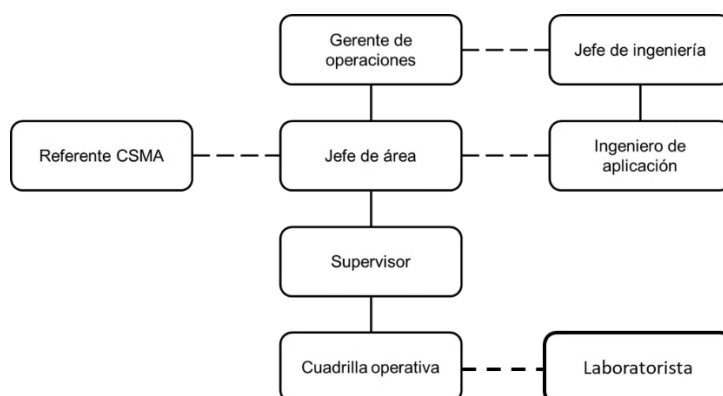 Gerente de
operaciones
Jefe de ingeniería
Referente CSMA
Jefe de área
Ingeniero de
aplicación
Supervisor
Cuadrilla operativa
Laboratorista